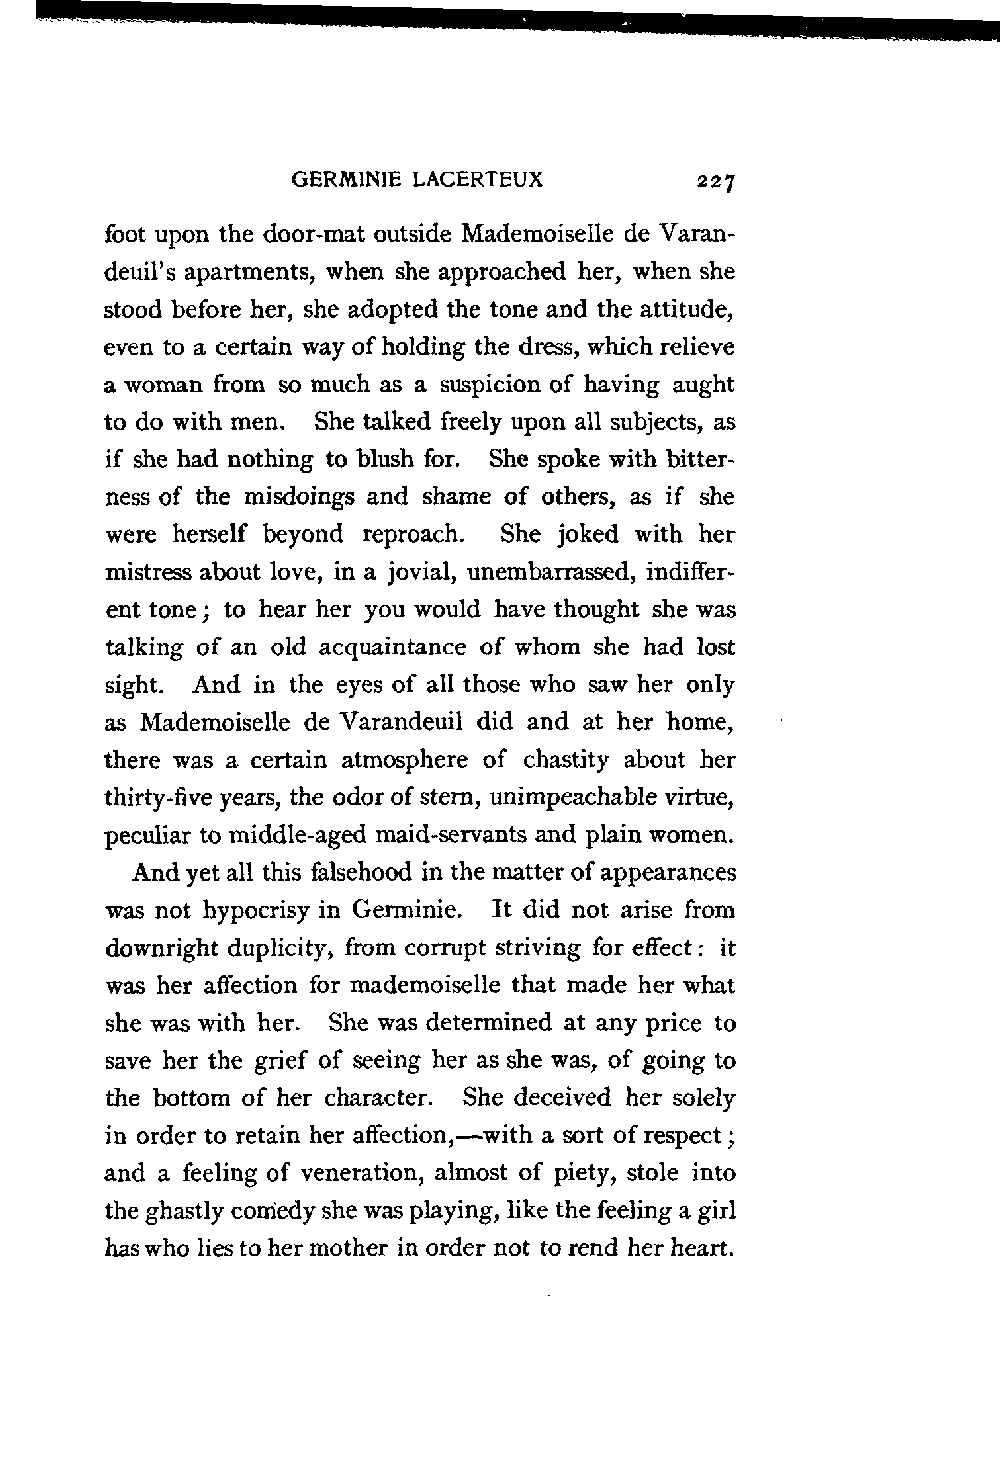 GERMINIE LACERTEUX 227
foot upon the door-mat outside Mademoiselle de Varan-
deuil's apartments, when she approached her, when she
stood before her, she adopted the tone and the attitude,
even to a certain way of holding the dress, which relieve
a woman from so much as a suspicion of having aught
to do with men. She talked freely upon all subjects, as
if she had nothing to blush for. She spoke with bitter-
ness of the misdoings and shame of others, as if she
were herself beyond reproach. She joked with her
mistress about love, in a jovial, unembarrassed, indiffer-
ent tone; to hear her you would have thought she was
talking of an old acquaintance of whom she had lost
sight. And in the eyes of all those who saw her only
as Mademoiselle de Varandeuil did and at her home,
there was a certain atmosphere of chastity about her
thirty-five years, the odor of stern, unimpeachable virtue,
peculiar to middle-aged maid-servants and plain women.
And yet all this falsehood in the matter of appearances
was not hypocrisy in Germinie. It did not arise from
downright duplicity, from corrupt striving for effect: it
was her affection for mademoiselle that made her what
she was with her. She was determined at any price to
save her the grief of seeing her as she was, of going to
the bottom of her character. She deceived her solely
in order to retain her affection,—with a sort of respect;
and a feeling of veneration, almost of piety, stole into
the ghastly comedy she was playing, like the feeling a girl
has who lies to her mother in order not to rend her heart.